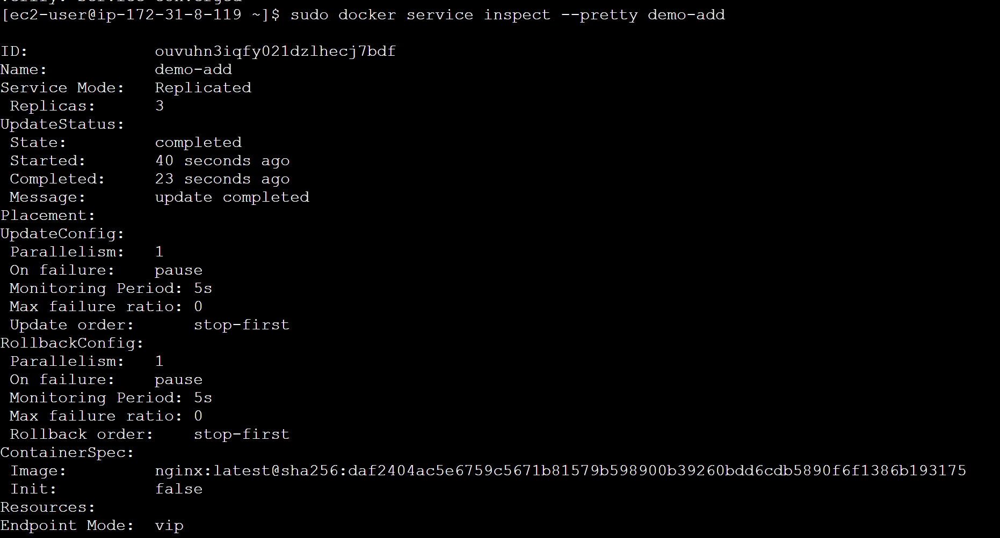 verify: Service converged
[ec2-user@ip-172-31-8-119 ~]$ sudo docker service inspect --pretty demo-add
ID: ouvuhn3iqfy021dzlhecj7bdf
Name: demo-add
Service Mode: Replicated
Replicas: 3
UpdateStatus:
State: completed
Started: 40 seconds ago
Completed: 23 seconds ago
Message: update completed
Placement:
UpdateConfig:
Parallelism: 1
On failure: pause
Monitoring Period: 5s
Max failure ratio: 0
Update order: stop-first
RollbackConfig:
Parallelism: 1
On failure: pause
Monitoring Period: 5s
Max failure ratio: 0
Rollback order: stop-first
ContainerSpec:
Image: nginx:latest@sha256:daf2404ac5e6759c5671b81579b598900b39260bdd6cdb5890f6f1386b193175
Init: false
Resources:
Endpoint Mode: vip